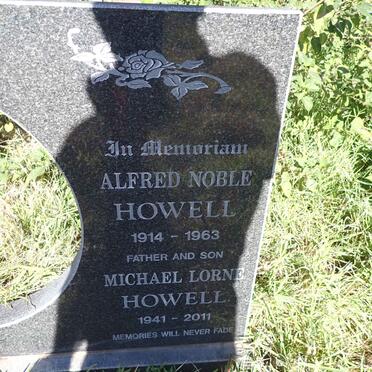 In Memoriam
ALFRED NOBLE
HOWELL
1914 - 1963
FATHER AND SON
MICHAEL LORNE
HOWELL
1941 - 2011
MEMORIES WILL NEVER FADE